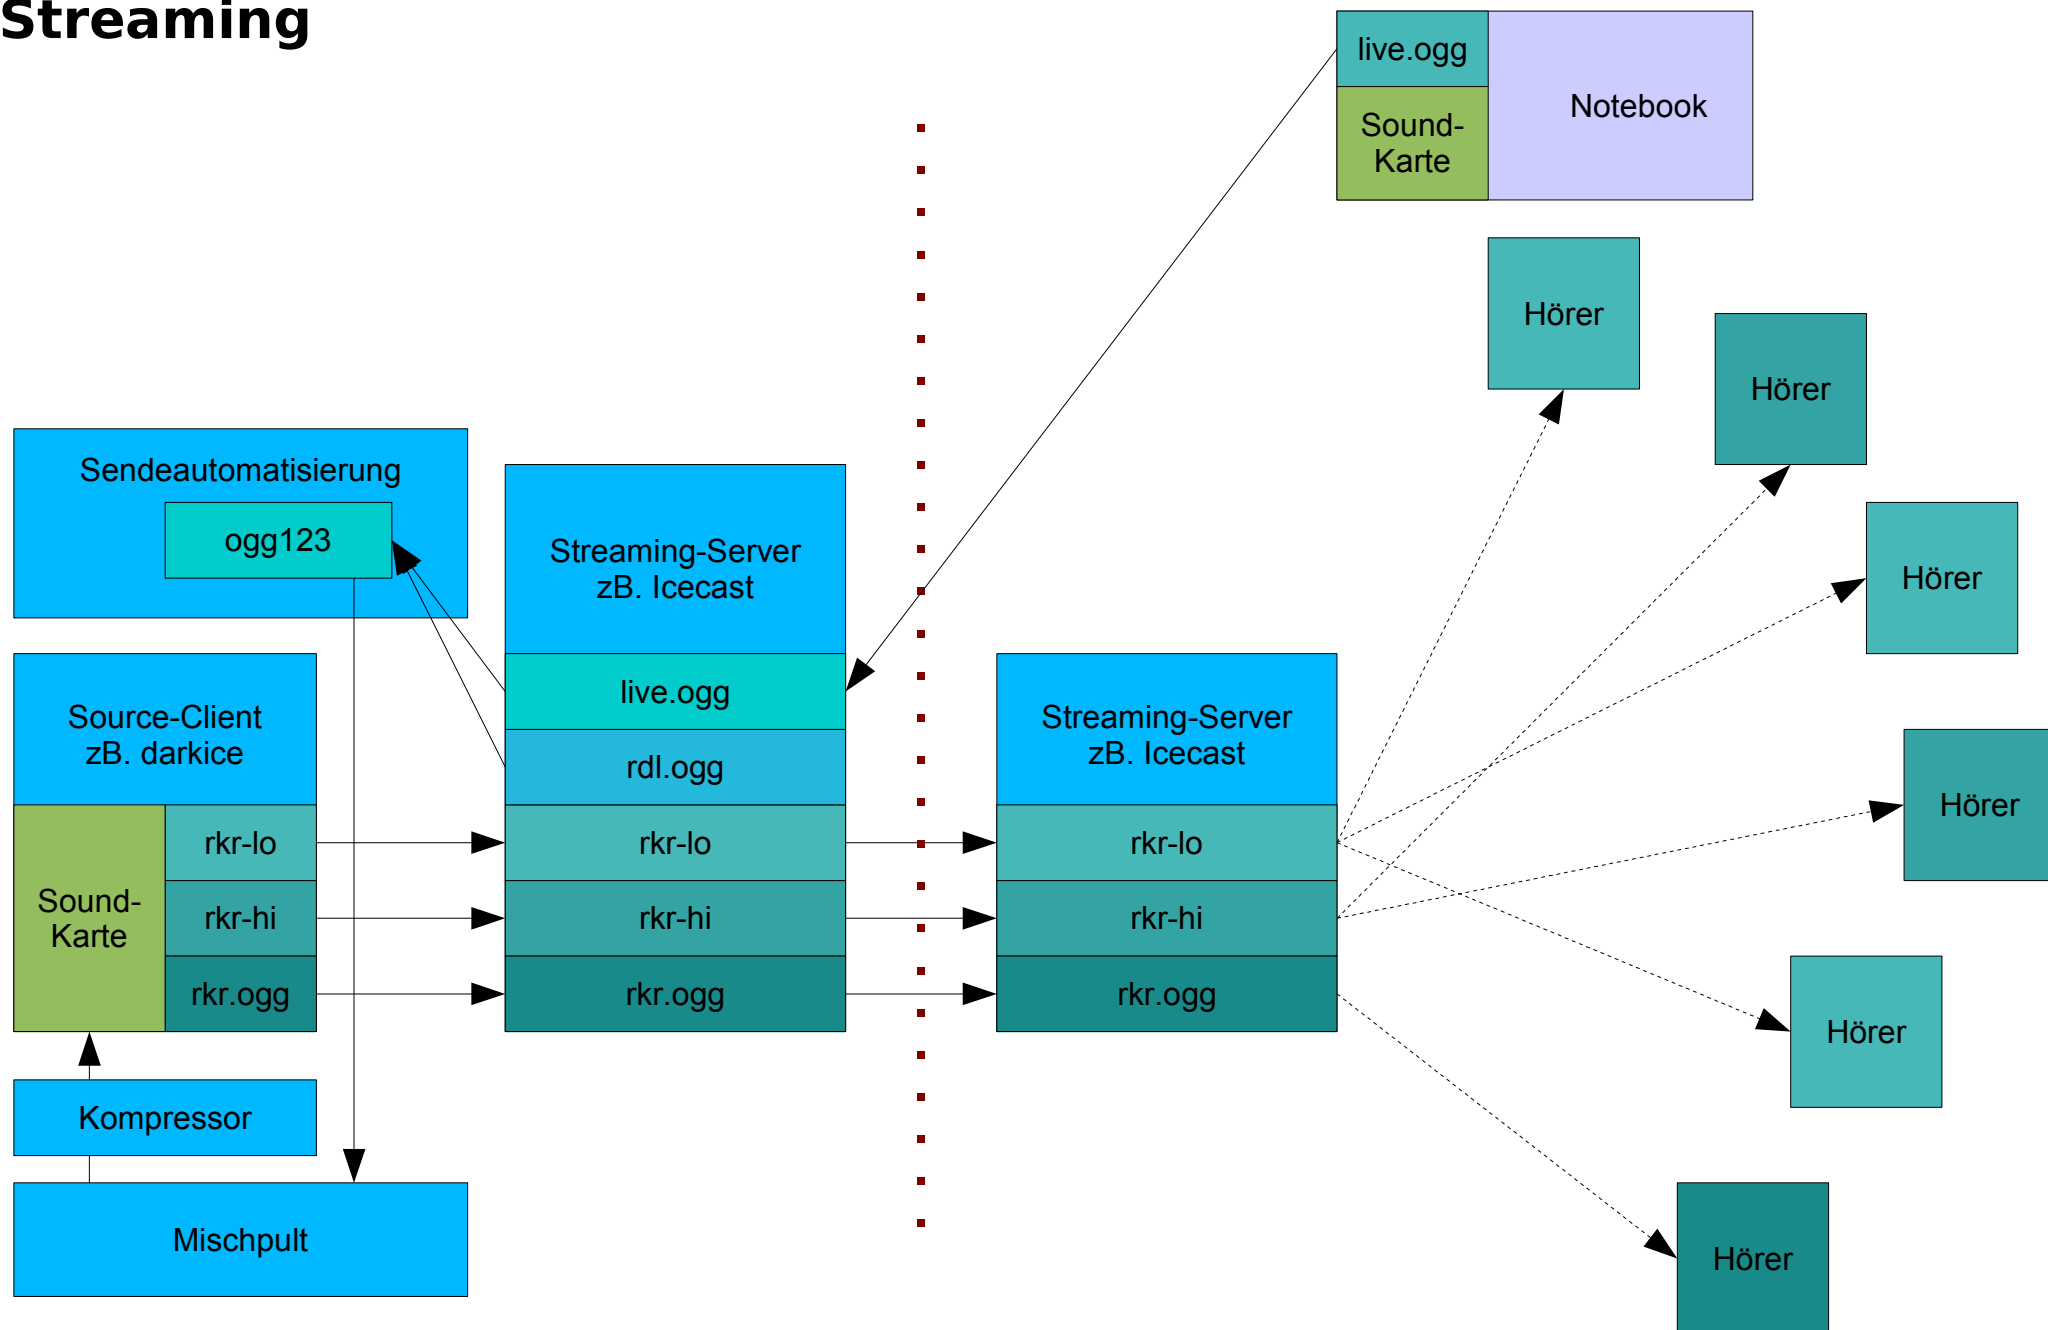 Streaming
live.ogg
Sound-
Karte
Notebook
Hörer
Hörer
Hörer
Hörer
Hörer
Hörer
Sendeautomatisierung
ogg123
Streaming-Server
zB. Icecast
live.ogg
rdl.ogg
rkr-lo
rkr-hi
rkr.ogg
Source-Client
zB. darkice
Sound-
Karte
rkr-lo
rkr-hi
rkr.ogg
Streaming-Server
zB. Icecast
rkr-lo
rkr-hi
rkr.ogg
Kompressor
Mischpult